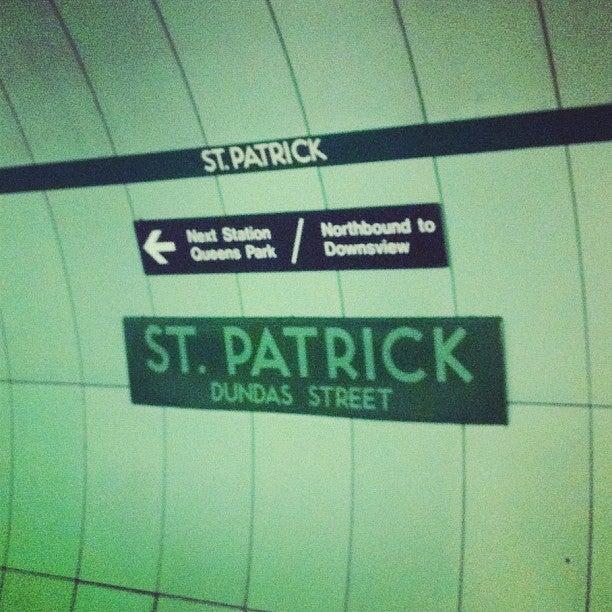 ST. PATRICK
← Next Station
Queens Park
/
Northbound to
Downsview
ST. PATRICK
DUNDAS STREET